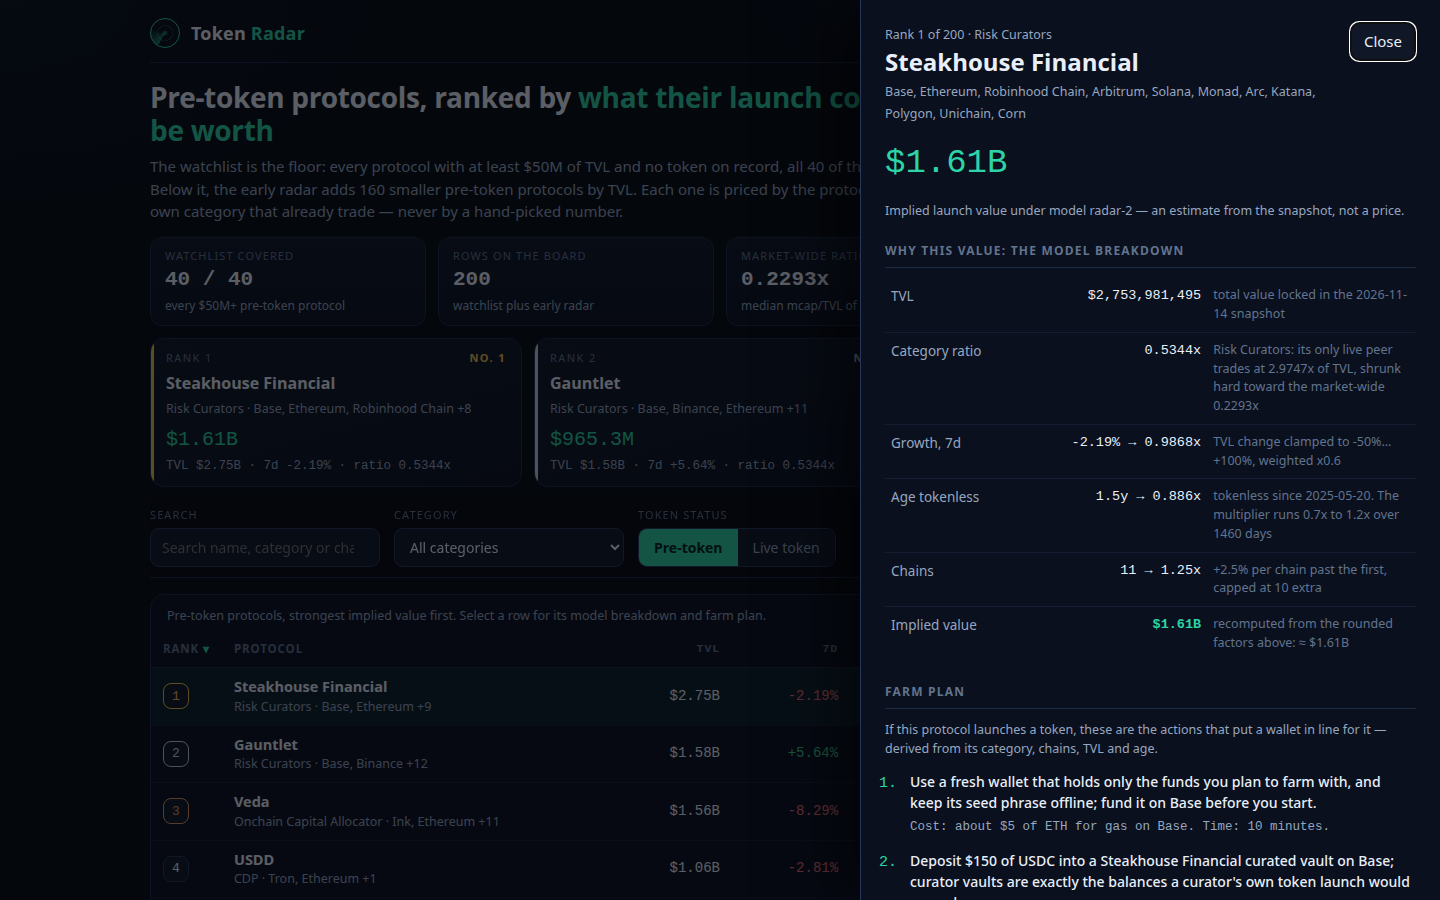 Token Radar
Pre-token protocols, ranked by what their launch co
be worth
The watchlist is the floor: every protocol with at least $50M of TVL and no token on record, all 40 of th
Below it, the early radar adds 160 smaller pre-token protocols by TVL. Each one is priced by the proto
own category that already trade — never by a hand-picked number.
WATCHLIST COVERED
40 / 40
every $50M+ pre-token protocol
ROWS ON THE BOARD
200
watchlist plus early radar
MARKET-WIDE RATI
0.2293x
median mcap/TVL of
RANK 1
NO. 1
Steakhouse Financial
Risk Curators · Base, Ethereum, Robinhood Chain +8
$1.61B
TVL $2.75B · 7d -2.19% · ratio 0.5344x
RANK 2
N
Gauntlet
Risk Curators · Base, Binance, Ethereum +11
$965.3M
TVL $1.58B · 7d +5.64% · ratio 0.5344x
SEARCH
Search name, category or cha
CATEGORY
All categories
TOKEN STATUS
Pre-token
Live token
Pre-token protocols, strongest implied value first. Select a row for its model breakdown and farm plan.
RANK ▼ PROTOCOL TVL 7D
1 Steakhouse Financial $2.75B -2.19%
Risk Curators · Base, Ethereum +9
2 Gauntlet $1.58B +5.64%
Risk Curators · Base, Binance +12
3 Veda $1.56B -8.29%
Onchain Capital Allocator · Ink, Ethereum +11
4 USDD $1.06B -2.81%
CDP · Tron, Ethereum +1
Rank 1 of 200 · Risk Curators
Close
Steakhouse Financial
Base, Ethereum, Robinhood Chain, Arbitrum, Solana, Monad, Arc, Katana,
Polygon, Unichain, Corn
$1.61B
Implied launch value under model radar-2 — an estimate from the snapshot, not a price.
WHY THIS VALUE: THE MODEL BREAKDOWN
TVL $2,753,981,495 total value locked in the 2026-11-
14 snapshot
Category ratio 0.5344x Risk Curators: its only live peer
trades at 2.9747x of TVL, shrunk
hard toward the market-wide
0.2293x
Growth, 7d -2.19% → 0.9868x TVL change clamped to -50%…
+100%, weighted x0.6
Age tokenless 1.5y → 0.886x tokenless since 2025-05-20. The
multiplier runs 0.7x to 1.2x over
1460 days
Chains 11 → 1.25x +2.5% per chain past the first,
capped at 10 extra
Implied value $1.61B recomputed from the rounded
factors above: ≈ $1.61B
FARM PLAN
If this protocol launches a token, these are the actions that put a wallet in line for it —
derived from its category, chains, TVL and age.
1. Use a fresh wallet that holds only the funds you plan to farm with, and
keep its seed phrase offline; fund it on Base before you start.
Cost: about $5 of ETH for gas on Base. Time: 10 minutes.
2. Deposit $150 of USDC into a Steakhouse Financial curated vault on Base;
curator vaults are exactly the balances a curator's own token launch would